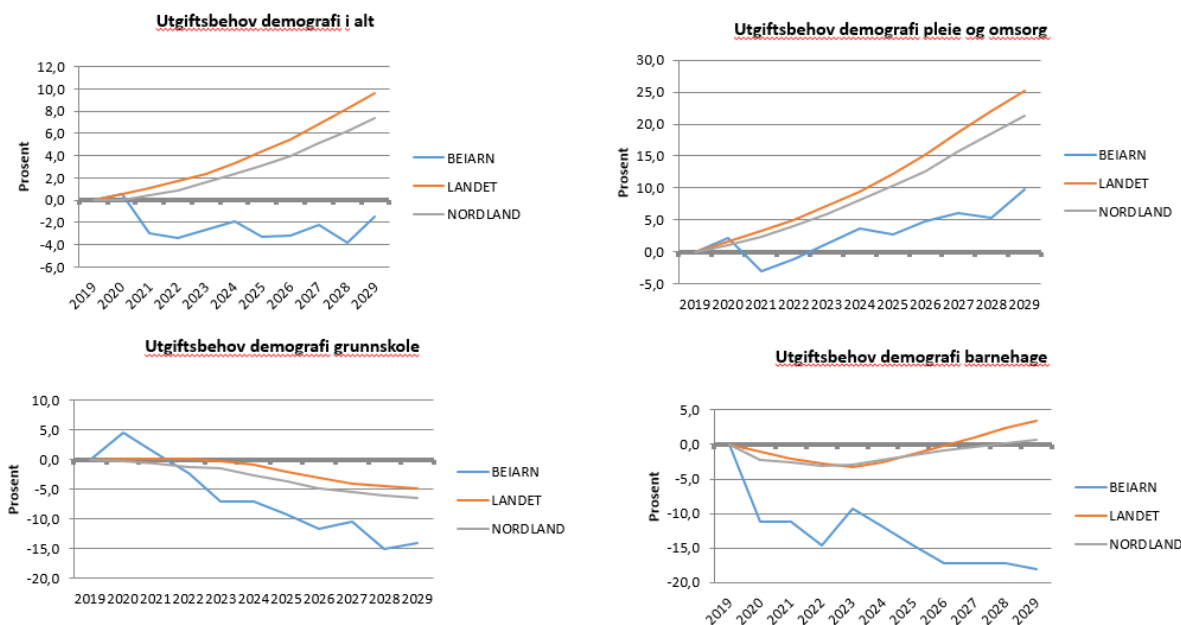 Utgiftsbehov demografi i alt
12,0
10,0
8,0
6,0
4,0
2,0
0,0
-2,0
-4,0
-6,0
Prosent
2019 2020 2021 2022 2023 2024 2025 2026 2027 2028 2029
BEIARN
LANDET
NORDLAND
Utgiftsbehov demografi pleie og omsorg
30,0
25,0
20,0
15,0
10,0
5,0
0,0
-5,0
Prosent
2019 2020 2021 2022 2023 2024 2025 2026 2027 2028 2029
BEIARN
LANDET
NORDLAND
Utgiftsbehov demografi grunnskole
10,0
5,0
0,0
-5,0
-10,0
-15,0
-20,0
Prosent
2019 2020 2021 2022 2023 2024 2025 2026 2027 2028 2029
BEIARN
LANDET
NORDLAND
Utgiftsbehov demografi barnehage
5,0
0,0
-5,0
-10,0
-15,0
-20,0
Prosent
2019 2020 2021 2022 2023 2024 2025 2026 2027 2028 2029
BEIARN
LANDET
NORDLAND